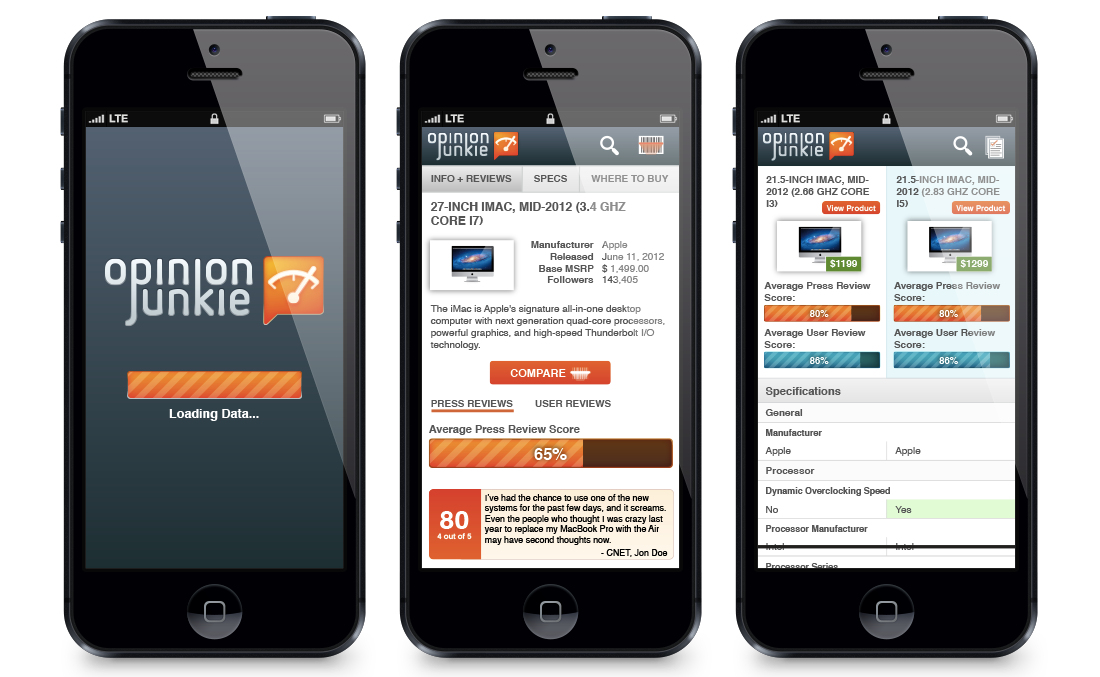 LTE
opinion
junkie
Loading Data...
LTE
opinion
junkie
INFO + REVIEWS SPECS WHERE TO BUY
27-INCH IMAC, MID-2012 (3.4 GHZ
CORE I7)
Manufacturer Apple
Released June 11, 2012
Base MSRP $ 1,499.00
Followers 143,405
The iMac is Apple's signature all-in-one desktop
computer with next generation quad-core processors,
powerful graphics, and high-speed Thunderbolt I/O
technology.
COMPARE
PRESS REVIEWS USER REVIEWS
Average Press Review Score
65%
80
4 out of 5
I've had the chance to use one of the new
systems for the past few days, and it screams.
Even the people who thought I was crazy last
year to replace my MacBook Pro with the Air
may have second thoughts now.
- CNET, Jon Doe
LTE
opinion
junkie
21.5-INCH IMAC, MID-
2012 (2.66 GHZ CORE
I3)
View Product
$1199
Average Press Review
Score:
80%
Average User Review
Score:
86%
21.5-INCH IMAC, MID-
2012 (2.83 GHZ CORE
I5)
View Product
$1299
Average Press Review
Score:
80%
Average User Review
Score:
86%
Specifications
General
Manufacturer
Apple Apple
Processor
Dynamic Overclocking Speed
No Yes
Processor Manufacturer
Intel Intel
Processor Series